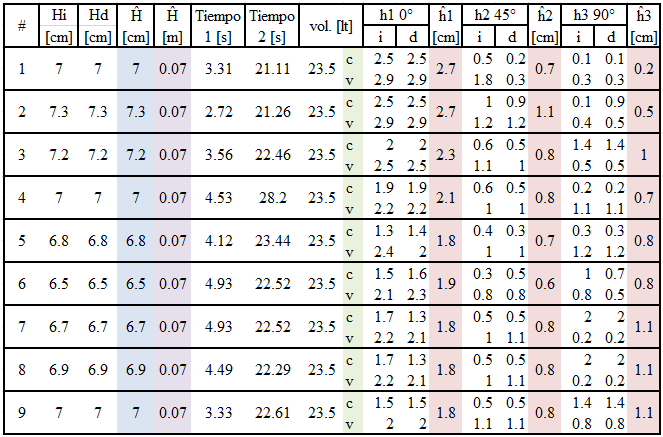 # Hi Hd Ĥ Ĥ Tiempo Tiempo vol. [lt] h1 0° ĥ1 h2 45° ĥ2 h3 90° ĥ3
[cm] [cm] [cm] [m] 1 [s] 2 [s] i d [cm] i d [cm] i d [cm]
1 7 7 7 0.07 3.31 21.11 23.5 c 2.5 2.5 2.7 0.5 0.2 0.7 0.1 0.1 0.2
v 2.9 2.9 1.8 0.3 0.3 0.3
2 7.3 7.3 7.3 0.07 2.72 21.26 23.5 c 2.5 2.5 2.7 1 0.9 1.1 0.1 0.9 0.5
v 2.9 2.9 1.2 1.2 0.4 0.5
3 7.2 7.2 7.2 0.07 3.56 22.46 23.5 c 2 2 2.3 0.6 0.5 0.8 1.4 1.4 1
v 2.5 2.5 1.1 1 0.5 0.5
4 7 7 7 0.07 4.53 28.2 23.5 c 1.9 1.9 2.1 0.6 0.5 0.8 0.2 0.2 0.7
v 2.2 2.2 1 1 1.1 1.1
5 6.8 6.8 6.8 0.07 4.12 23.44 23.5 c 1.3 1.4 1.8 0.4 0.3 0.7 0.3 0.3 0.8
v 2.4 2 1 1 1.2 1.2
6 6.5 6.5 6.5 0.07 4.93 22.52 23.5 c 1.5 1.6 1.9 0.3 0.5 0.6 1 0.7 0.8
v 2.1 2.3 0.8 0.8 0.8 0.5
7 6.7 6.7 6.7 0.07 4.93 22.52 23.5 c 1.7 1.3 1.8 0.5 0.5 0.8 2 2 1.1
v 2.2 2.1 1 1.1 0.2 0.2
8 6.9 6.9 6.9 0.07 4.49 22.29 23.5 c 1.7 1.3 1.8 0.5 0.5 0.8 2 2 1.1
v 2.2 2.1 1 1.1 0.2 0.2
9 7 7 7 0.07 3.33 22.61 23.5 c 1.5 1.5 1.8 0.5 0.5 0.8 1.4 1.4 1.1
v 2 2 1.1 1.1 0.8 0.8